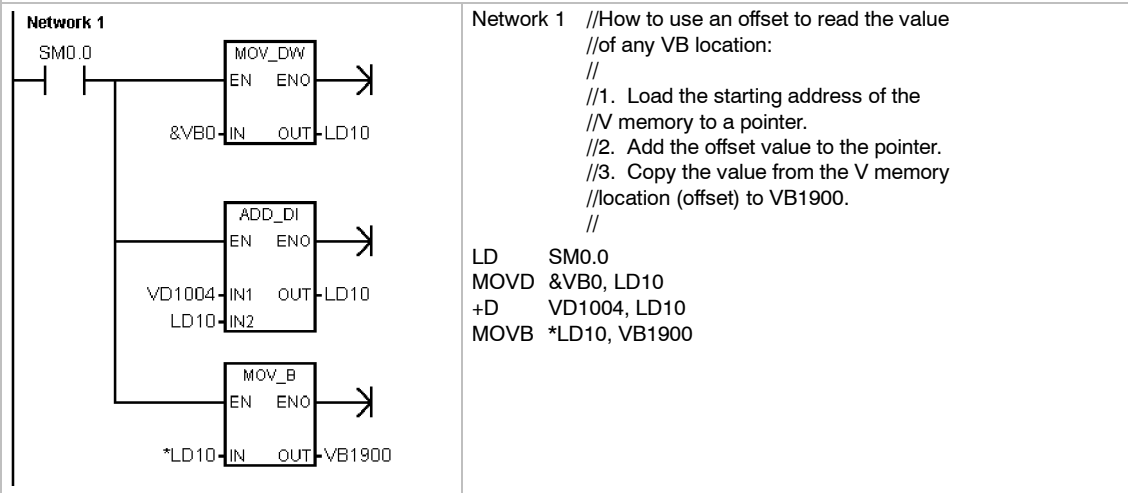 Network 1
SM0.0
MOV_DW
EN ENO
&VB0 IN OUT LD10
ADD_DI
EN ENO
VD1004 IN1 OUT LD10
LD10 IN2
MOV_B
EN ENO
*LD10 IN OUT VB1900
Network 1 //How to use an offset to read the value
//of any VB location:
//
//1. Load the starting address of the
//V memory to a pointer.
//2. Add the offset value to the pointer.
//3. Copy the value from the V memory
//location (offset) to VB1900.
//
LD SM0.0
MOVD &VB0, LD10
+D VD1004, LD10
MOVB *LD10, VB1900